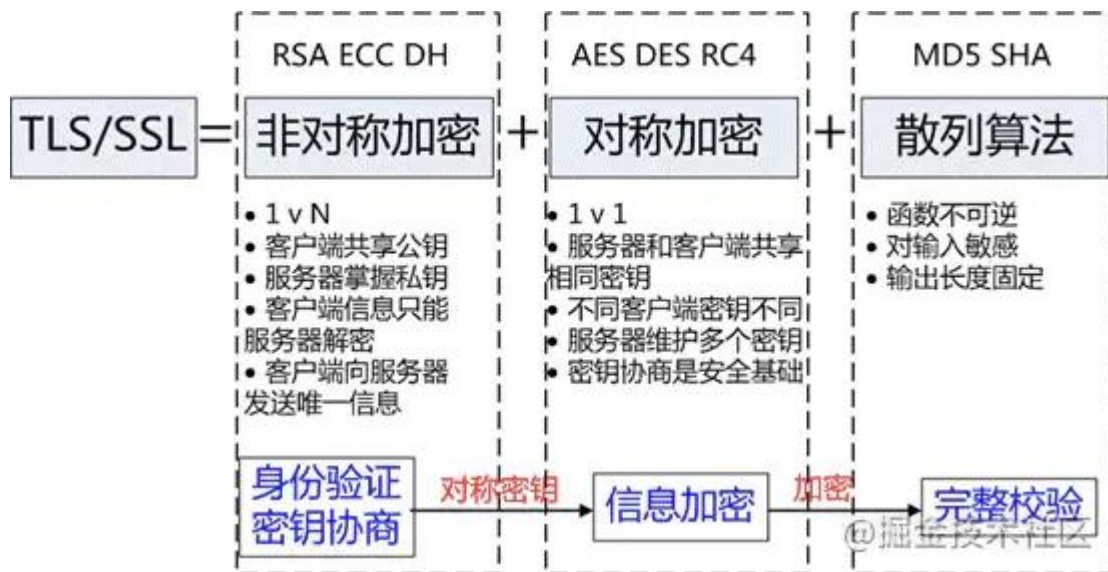 RSA ECC DH
AES DES RC4
MD5 SHA
TLS/SSL=非对称加密+对称加密+散列算法
• 1 v N
• 客户端共享公钥
• 服务器掌握私钥
• 客户端信息只能
服务器解密
• 客户端向服务器
发送唯一信息
• 1 v 1
• 服务器和客户端共享
相同密钥
• 不同客户端密钥不同
• 服务器维护多个密钥
• 密钥协商是安全基础
• 函数不可逆
• 对输入敏感
• 输出长度固定
身份验证
密钥协商
对称密钥
信息加密
加密
完整校验
@掘金技术社区